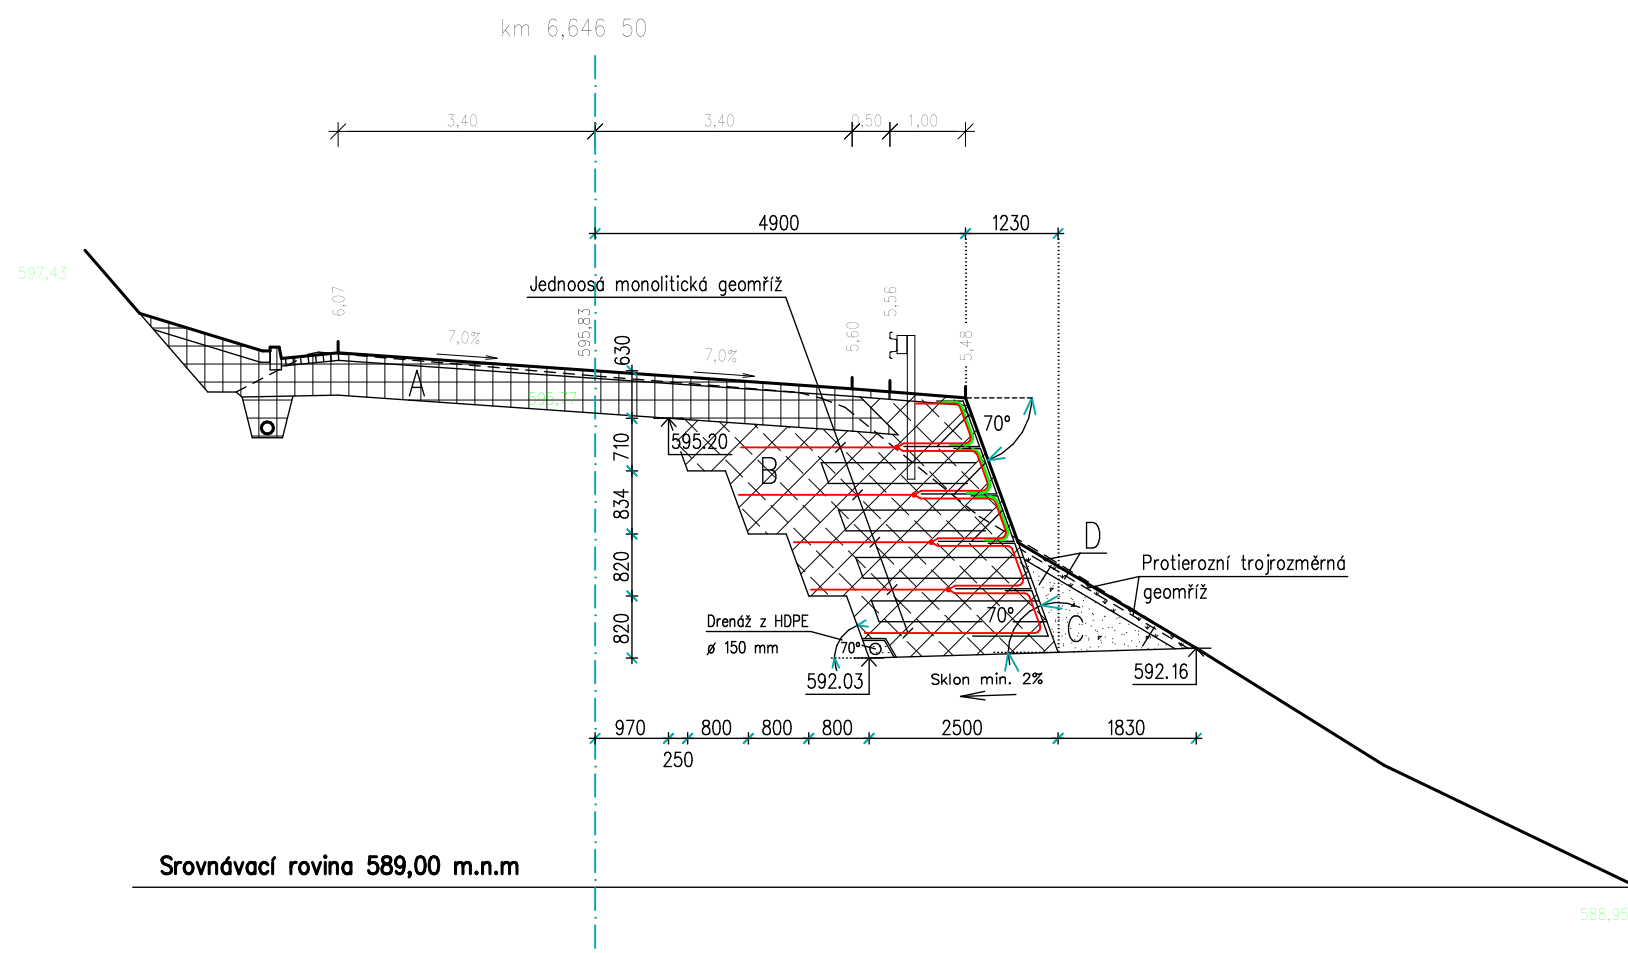 km 6,646 50
3,40
3,40
0,50
1,00
4900
1230
597,43
Jednoosá monolitická geomříž
6,07
595,83
5,60
5,56
5,48
7,0%
7,0%
630
A
595,77
70°
595.20
710
B
834
D
Protierozní trojrozměrná
geomříž
820
70°
C
Drenáž z HDPE
ø 150 mm
820
70°
592.03
Sklon min. 2%
592.16
970
800
800
800
2500
1830
250
Srovnávací rovina 589,00 m.n.m
588,95